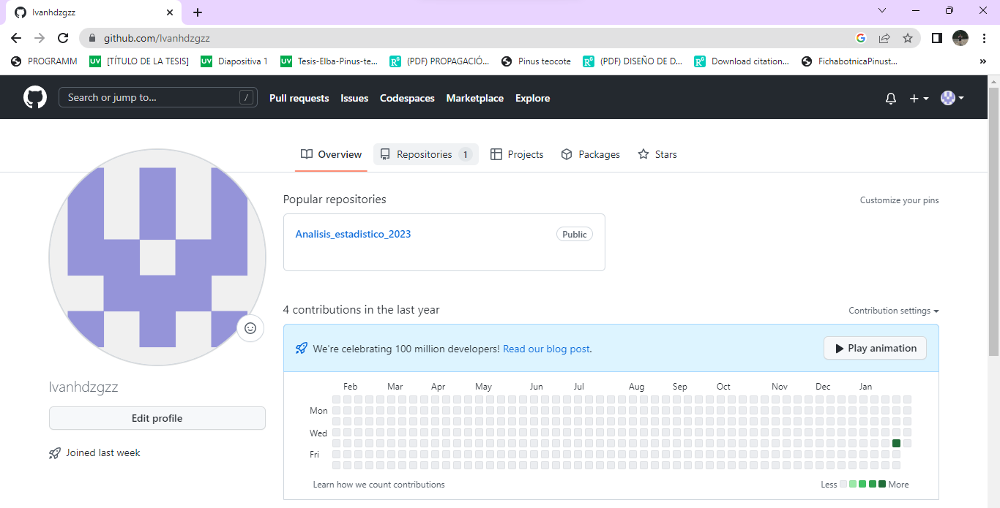 Ivanhdzgzz
github.com/Ivanhdzgzz
PROGRAMM
UV [TÍTULO DE LA TESIS]
UV Diapositiva 1
UV Tesis-Elba-Pinus-te...
(PDF) PROPAGACIÓ...
Pinus teocote
(PDF) DISEÑO DE D...
Download citation...
FichabotnicaPinust...
»
Search or jump to...
/
Pull requests
Issues
Codespaces
Marketplace
Explore
Overview
Repositories 1
Projects
Packages
Stars
Popular repositories
Customize your pins
Analisis_estadistico_2023
Public
4 contributions in the last year
Contribution settings
We're celebrating 100 million developers! Read our blog post.
Play animation
Feb Mar Apr May Jun Jul Aug Sep Oct Nov Dec Jan
Mon
Wed
Fri
Learn how we count contributions
Less
More
Ivanhdzgzz
Edit profile
Joined last week